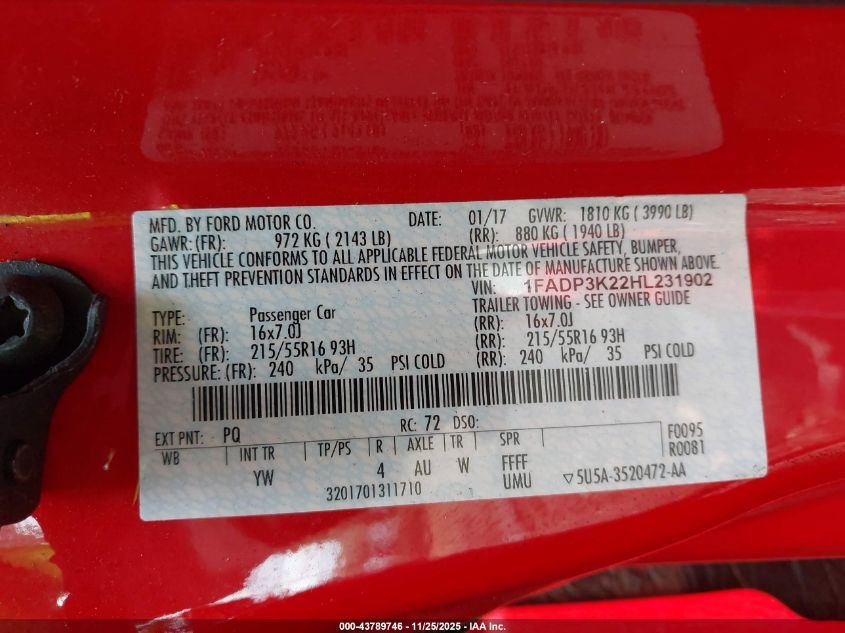 MFD. BY FORD MOTOR CO. DATE: 01/17 GVWR: 1810 KG ( 3990 LB)
GAWR: (FR): 972 KG ( 2143 LB) (RR): 880 KG ( 1940 LB)
THIS VEHICLE CONFORMS TO ALL APPLICABLE FEDERAL MOTOR VEHICLE SAFETY, BUMPER,
AND THEFT PREVENTION STANDARDS IN EFFECT ON THE DATE OF MANUFACTURE SHOWN ABOVE.
VIN: 1FADP3K22HL231902
TYPE: Passenger Car TRAILER TOWING - SEE OWNER GUIDE
RIM: (FR): 16x7.0J (RR): 16x7.0J
TIRE: (FR): 215/55R16 93H (RR): 215/55R16 93H
PRESSURE: (FR): 240 kPa/ 35 PSI COLD (RR): 240 kPa/ 35 PSI COLD
EXT PNT: PQ RC: 72 DSO: F0095
WB INT TR TP/PS R AXLE TR SPR R0081
YW 4 AU W FFFF
UMU ▽5U5A-3520472-AA
3201701311710
000-43789746 - 11/25/2025 - IAA Inc.